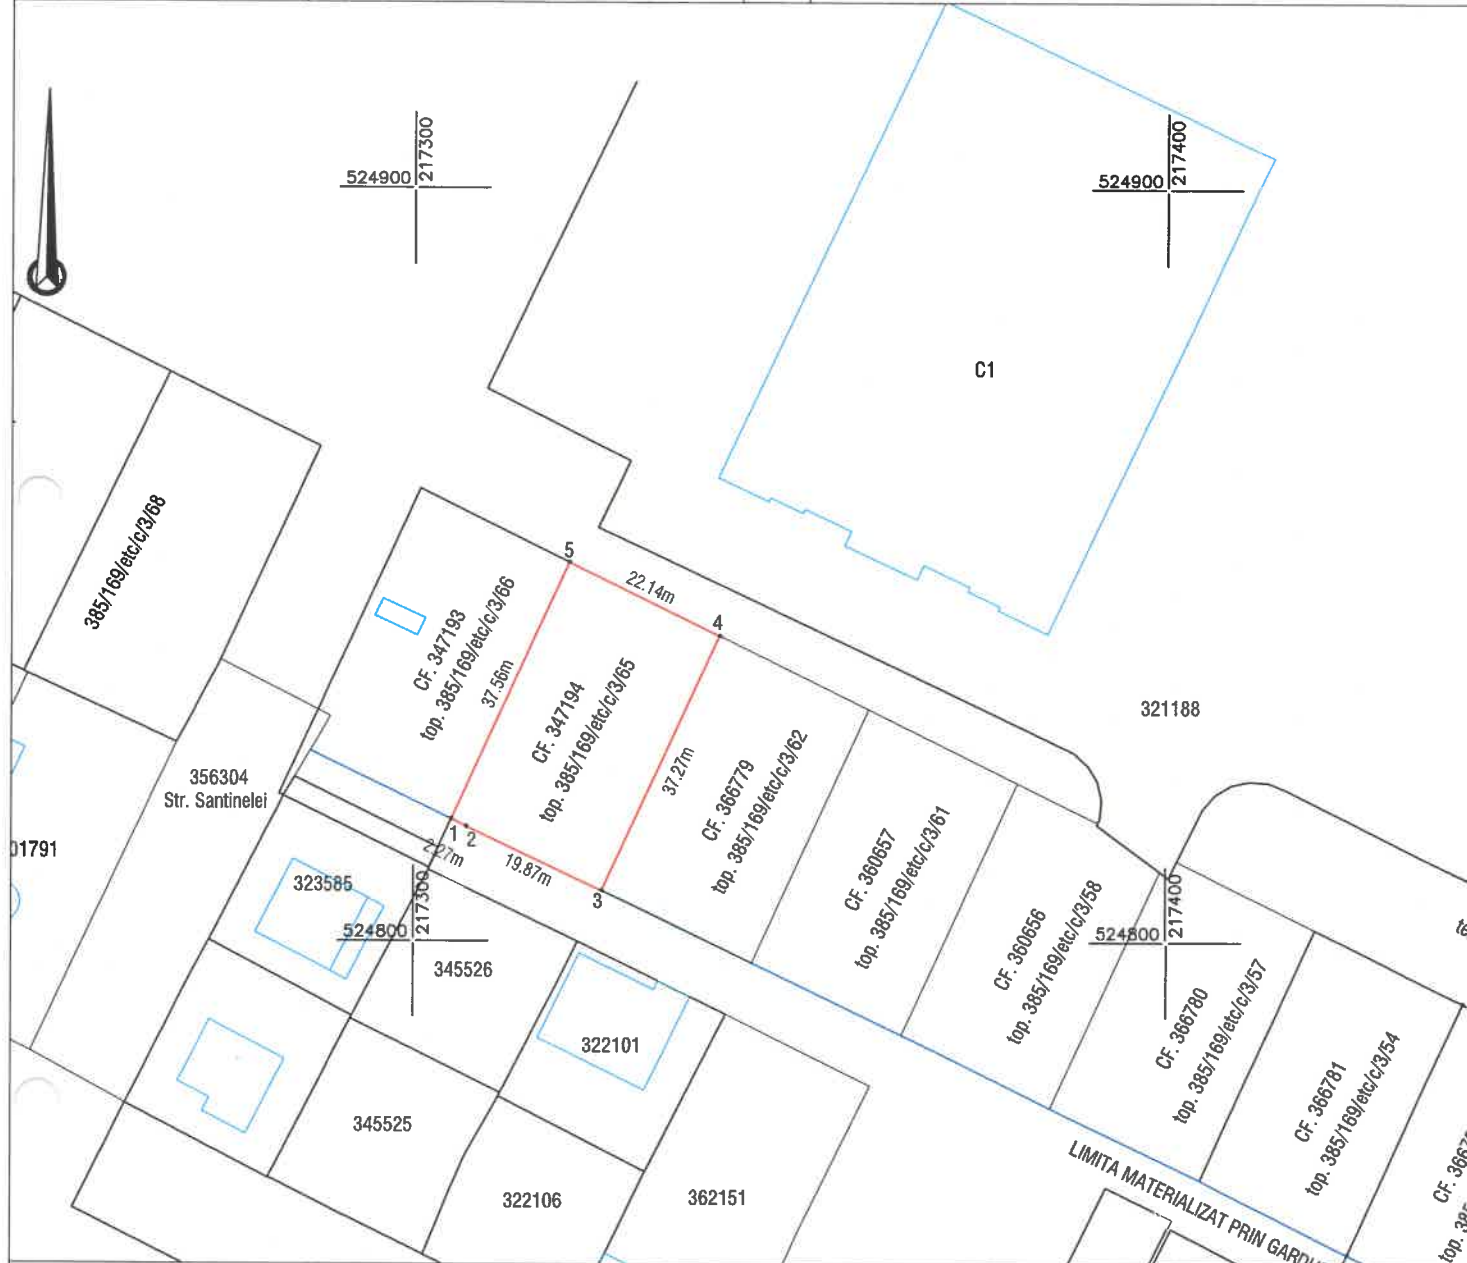 217300
524900
217400
524900
C1
385/169/etc/c/3/68
5
22.14m
4
CF. 347193
top. 385/169/etc/c/3/66
37.56m
CF. 347194
top. 385/169/etc/c/3/65
37.27m
CF. 366779
top. 385/169/etc/c/3/62
321188
356304
Str. Santinelei
CF. 360657
top. 385/169/etc/c/3/61
1
2
2.27m
19.87m
3
01791
323585
217300
524800
345526
CF. 360656
top. 385/169/etc/c/3/58
217400
524800
CF. 366780
top. 385/169/etc/c/3/57
322101
CF. 366781
top. 385/169/etc/c/3/54
345525
322106
362151
LIMITA MATERIALIZAT PRIN GARDU
CF. 3667
top. 385